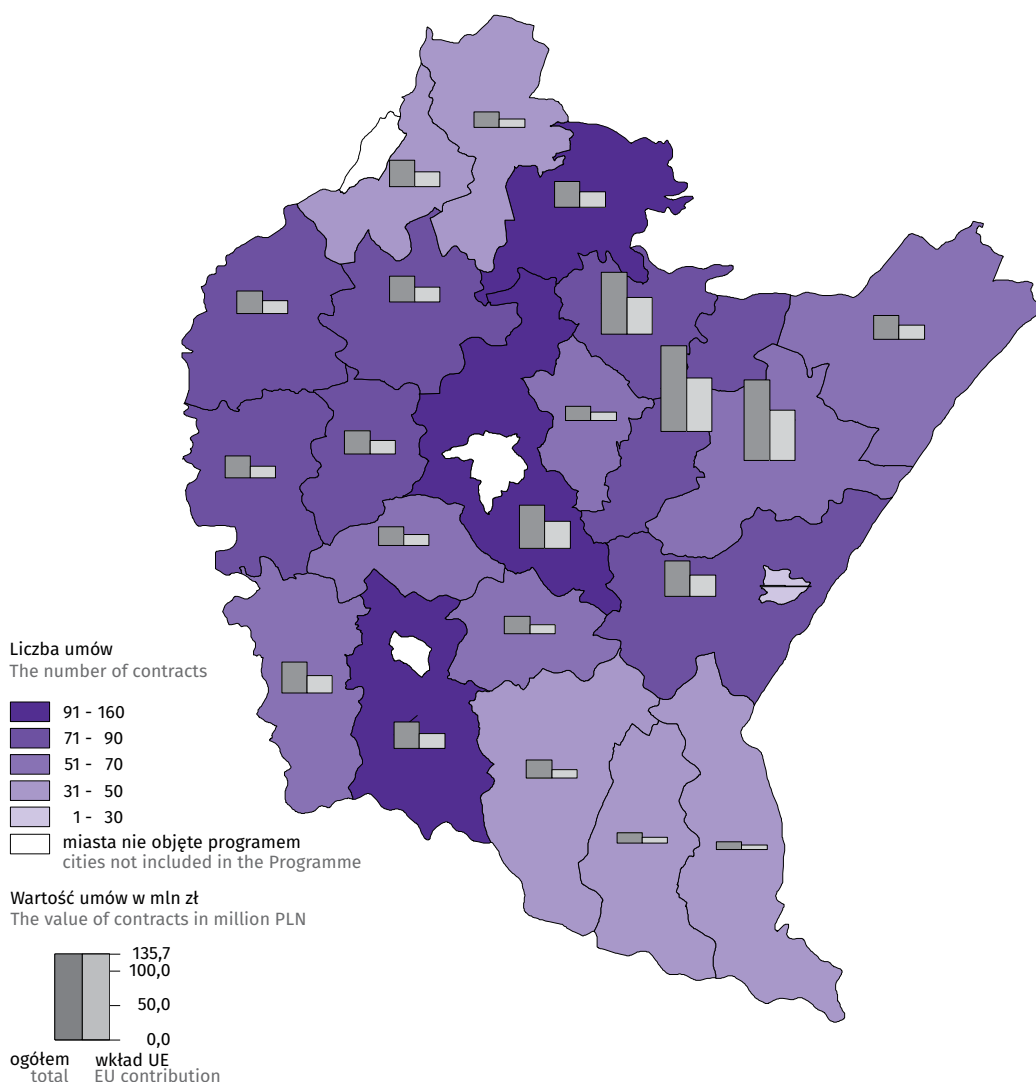 Liczba umów
The number of contracts
91 - 160
71 - 90
51 - 70
31 - 50
1 - 30
miasta nie objęte programem
cities not included in the Programme
Wartość umów w mln zł
The value of contracts in million PLN
135,7
100,0
50,0
0,0
ogółem wkład UE
total EU contribution